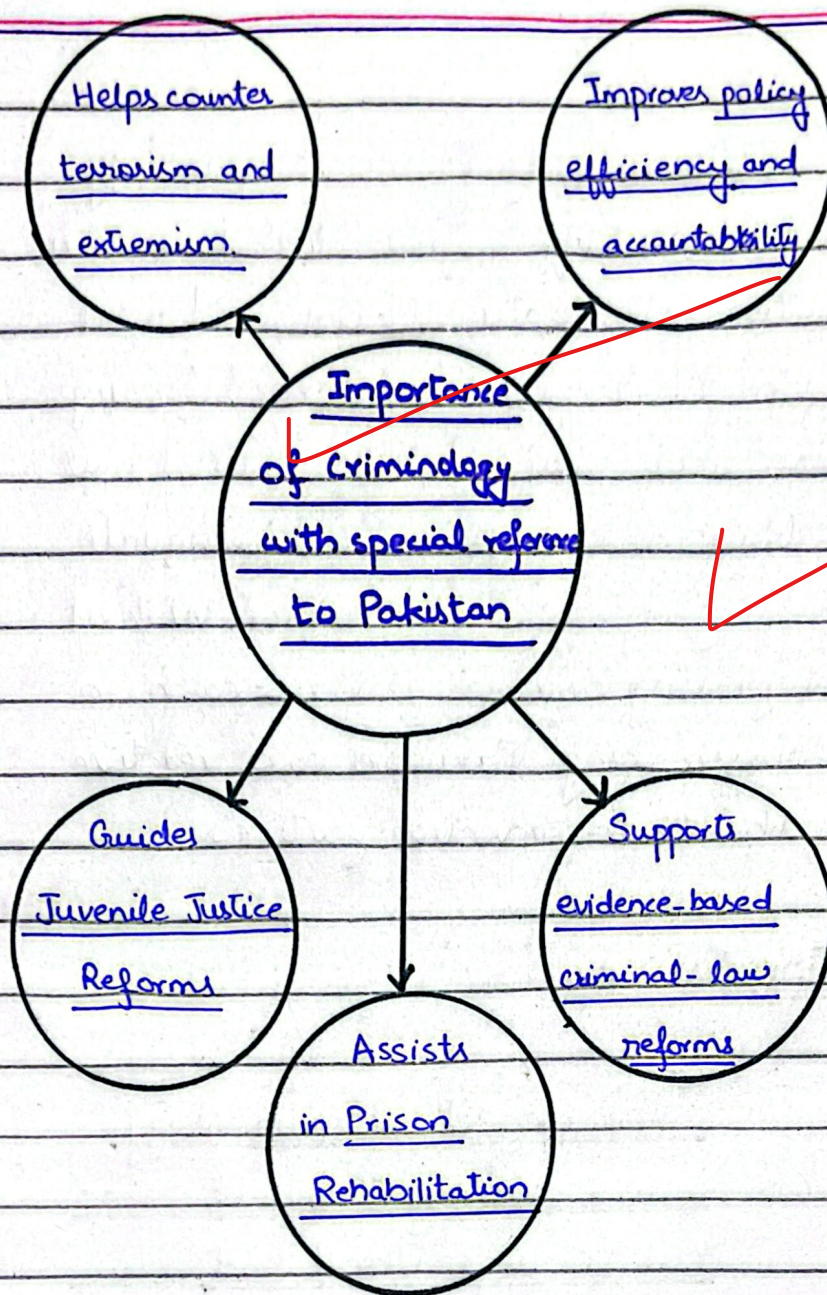 Helps counter
terrorism and
extremism.
Improves policy
efficiency and
accountability
Importance
of Criminology
with special reference
to Pakistan
Guides
Juvenile Justice
Reforms
Assists
in Prison
Rehabilitation
Supports
evidence-based
criminal-law
reforms